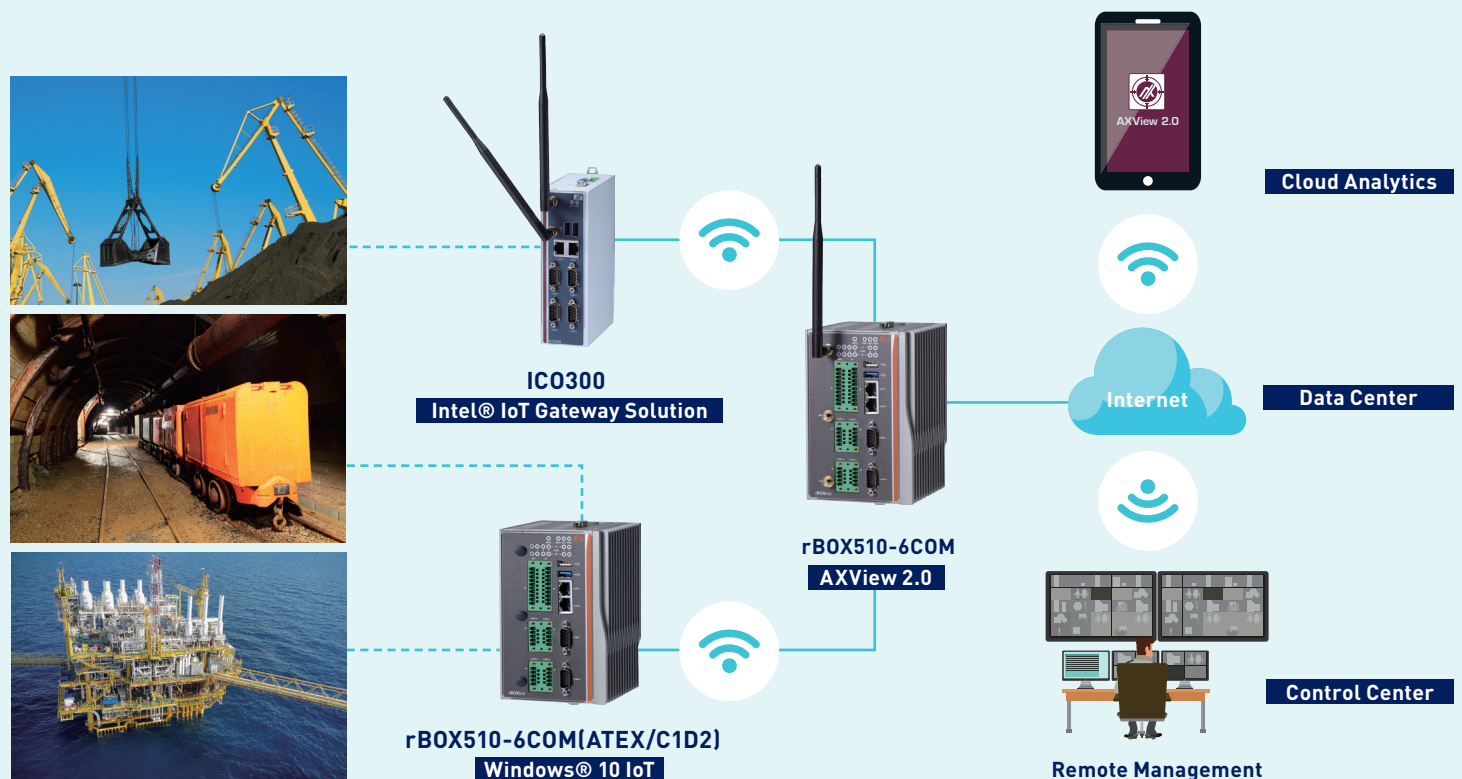 AXView 2.0
Cloud Analytics
ICO300
Intel® IoT Gateway Solution
Internet
Data Center
rBOX510-6COM
AXView 2.0
Control Center
rBOX510-6COM(ATEX/C1D2)
Windows® 10 IoT
Remote Management